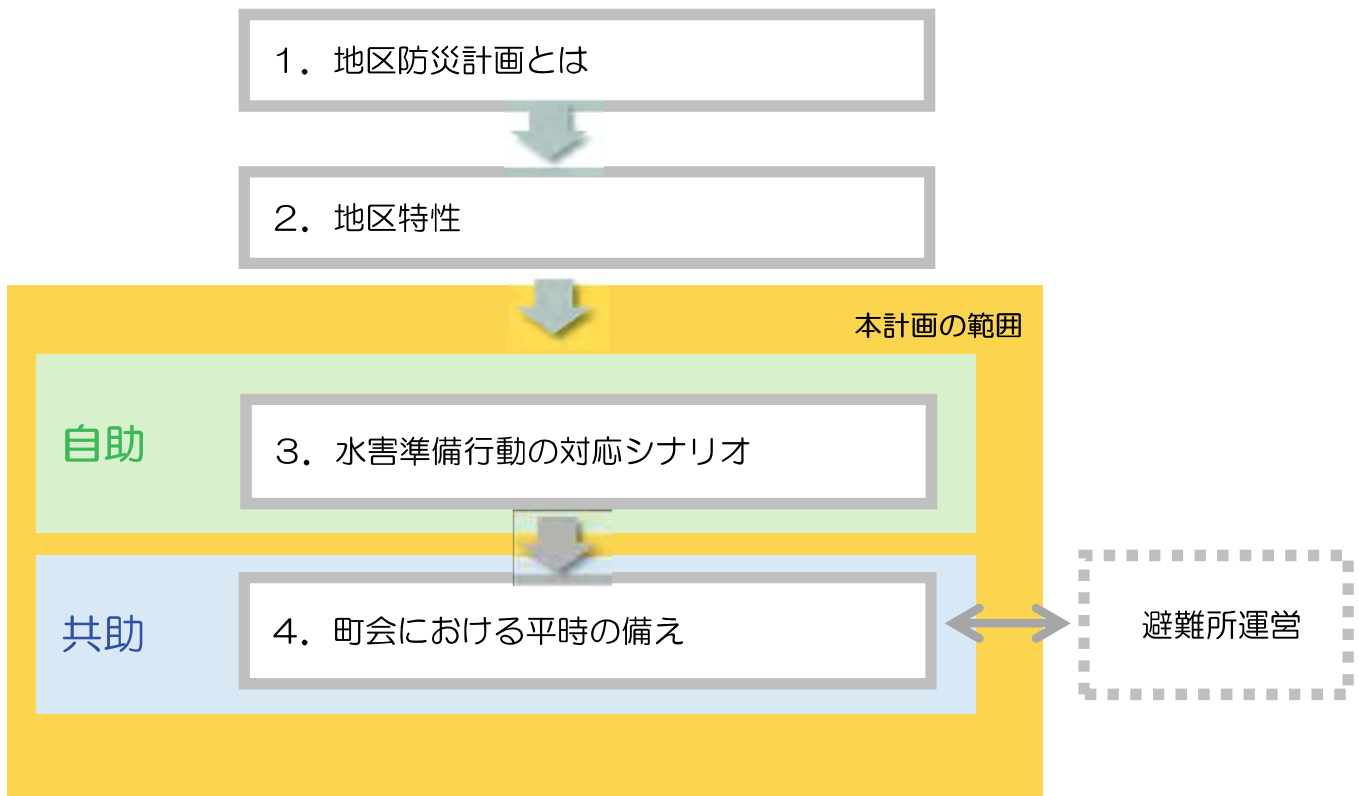 1．地区防災計画とは
2．地区特性
本計画の範囲
自助
3．水害準備行動の対応シナリオ
共助
4．町会における平時の備え
避難所運営